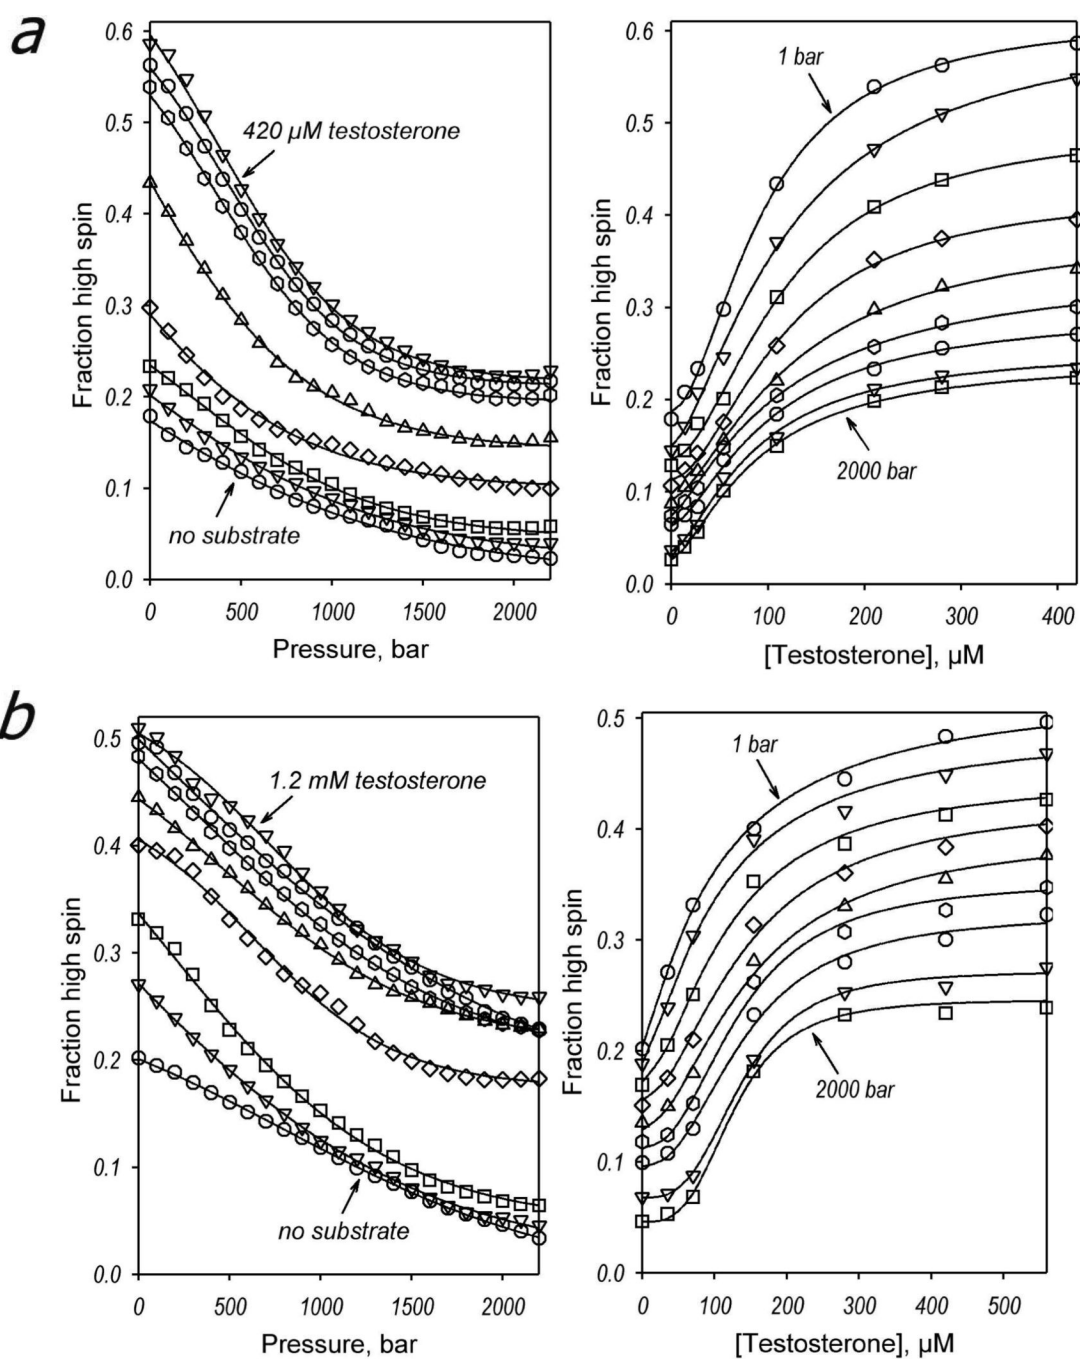 a
0.6
0.5
0.4
0.3
0.2
0.1
0.0
Fraction high spin
420 µM testosterone
no substrate
0 500 1000 1500 2000
Pressure, bar
0.6
0.5
0.4
0.3
0.2
0.1
0.0
Fraction high spin
1 bar
2000 bar
0 100 200 300 400
[Testosterone], µM
b
0.5
0.4
0.3
0.2
0.1
0.0
Fraction high spin
1.2 mM testosterone
no substrate
0 500 1000 1500 2000
Pressure, bar
0.5
0.4
0.3
0.2
0.1
0.0
Fraction high spin
1 bar
2000 bar
0 100 200 300 400 500
[Testosterone], µM